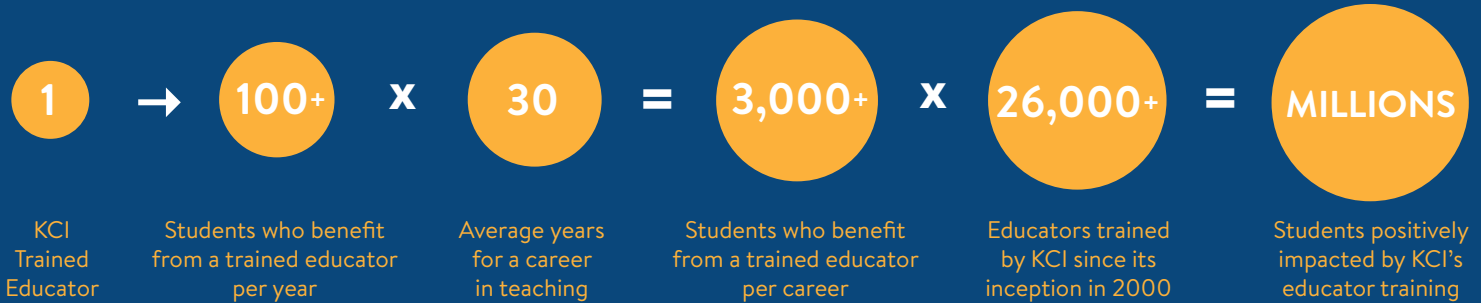 1 → 100+ x 30 = 3,000+ x 26,000+ = MILLIONS
KCI
Trained
Educator
Students who benefit
from a trained educator
per year
Average years
for a career
in teaching
Students who benefit
from a trained educator
per career
Educators trained
by KCI since its
inception in 2000
Students positively
impacted by KCI's
educator training